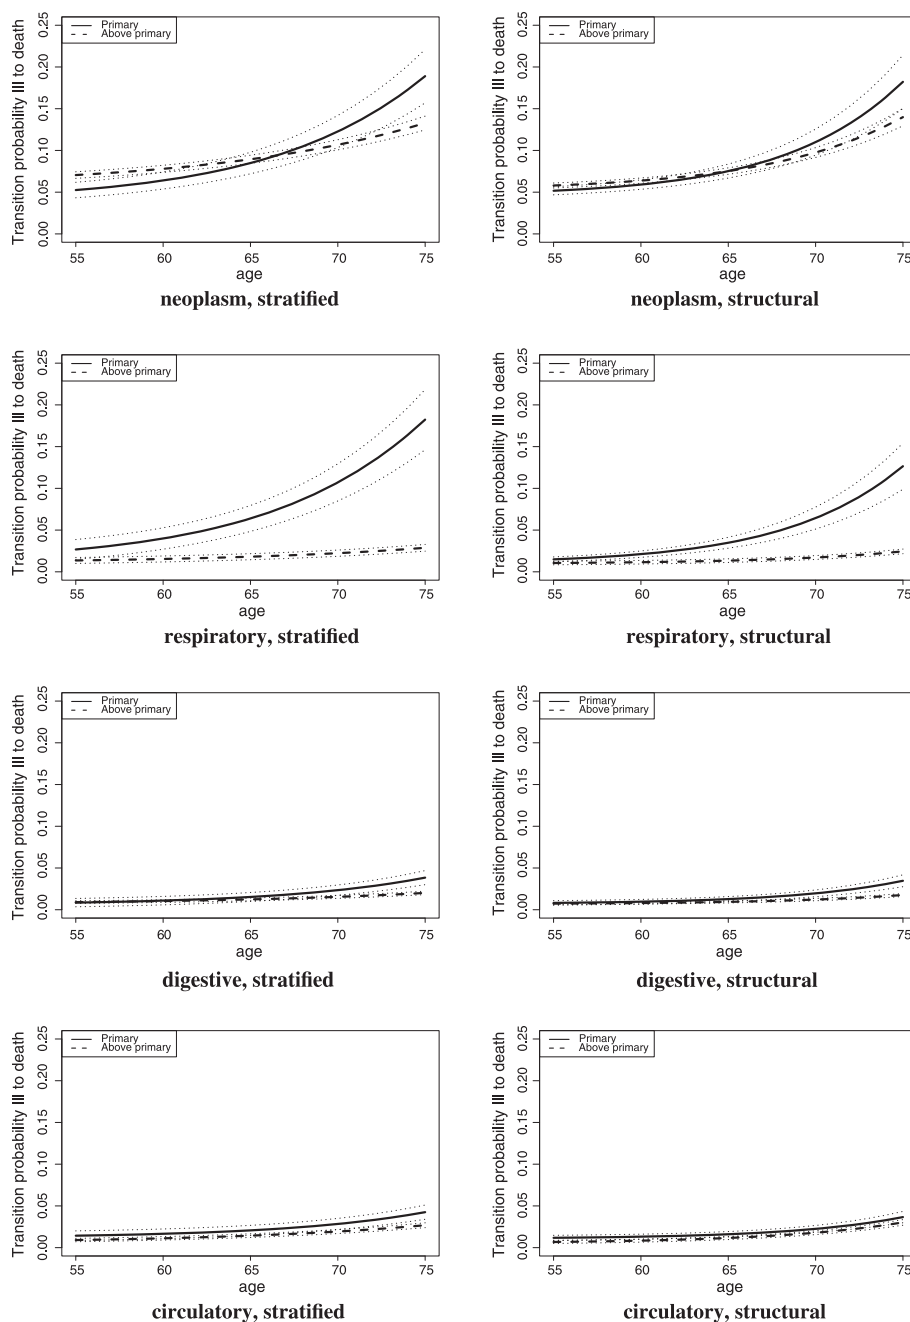 Transition probability III to death
0.00 0.05 0.10 0.15 0.20 0.25
Primary
Above primary
55 60 65 70 75
age
neoplasm, stratified
Transition probability III to death
0.00 0.05 0.10 0.15 0.20 0.25
Primary
Above primary
55 60 65 70 75
age
neoplasm, structural
Transition probability III to death
0.00 0.05 0.10 0.15 0.20 0.25
Primary
Above primary
55 60 65 70 75
age
respiratory, stratified
Transition probability III to death
0.00 0.05 0.10 0.15 0.20 0.25
Primary
Above primary
55 60 65 70 75
age
respiratory, structural
Transition probability III to death
0.00 0.05 0.10 0.15 0.20 0.25
Primary
Above primary
55 60 65 70 75
age
digestive, stratified
Transition probability III to death
0.00 0.05 0.10 0.15 0.20 0.25
Primary
Above primary
55 60 65 70 75
age
digestive, structural
Transition probability III to death
0.00 0.05 0.10 0.15 0.20 0.25
Primary
Above primary
55 60 65 70 75
age
circulatory, stratified
Transition probability III to death
0.00 0.05 0.10 0.15 0.20 0.25
Primary
Above primary
55 60 65 70 75
age
circulatory, structural